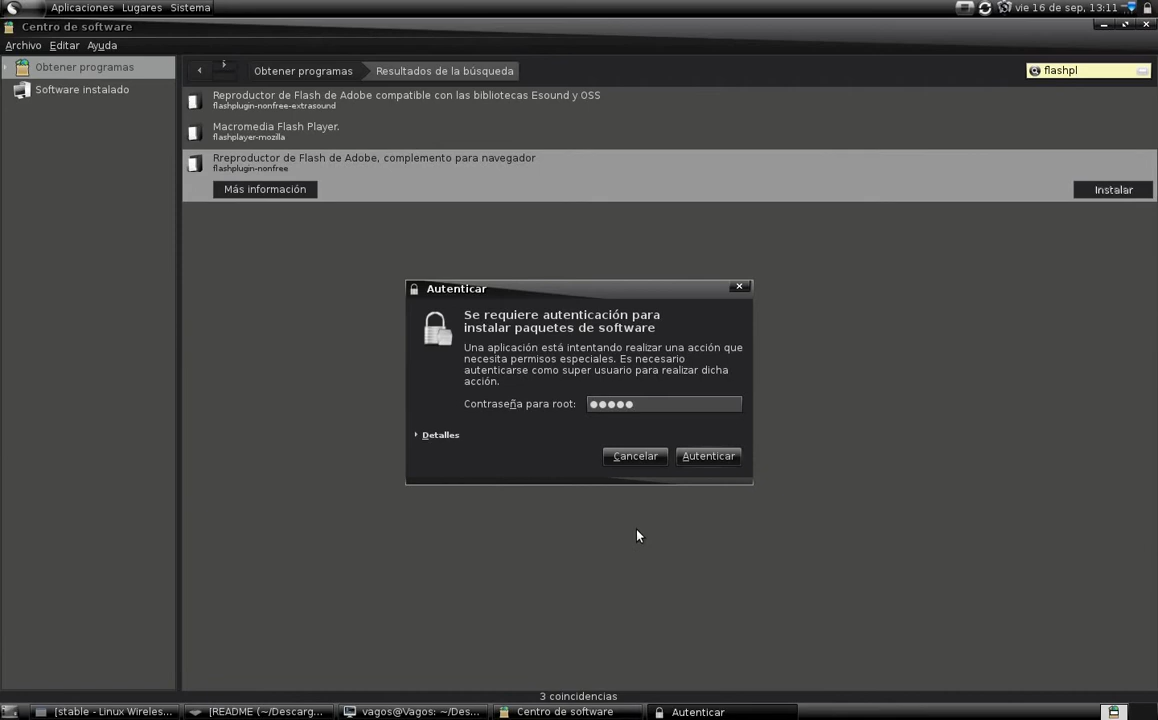 Aplicaciones Lugares Sistema vie 16 de sep, 13:11
Centro de software
Archivo Editar Ayuda
Obtener programas
Software instalado
Obtener programas Resultados de la búsqueda flashpl
Reproductor de Flash de Adobe compatible con las bibliotecas Esound y OSS
flashplugin-nonfree-extrasound
Macromedia Flash Player.
flashplayer-mozilla
Rreproductor de Flash de Adobe, complemento para navegador
flashplugin-nonfree
Más información Instalar
Autenticar
Se requiere autenticación para
instalar paquetes de software
Una aplicación está intentando realizar una acción que
necesita permisos especiales. Es necesario
autenticarse como super usuario para realizar dicha
acción.
Contraseña para root: ●●●●●
Detalles
Cancelar Autenticar
3 coincidencias
[stable - Linux Wireles... [README (~/Descarg... vagos@Vagos: ~/Des... Centro de software Autenticar